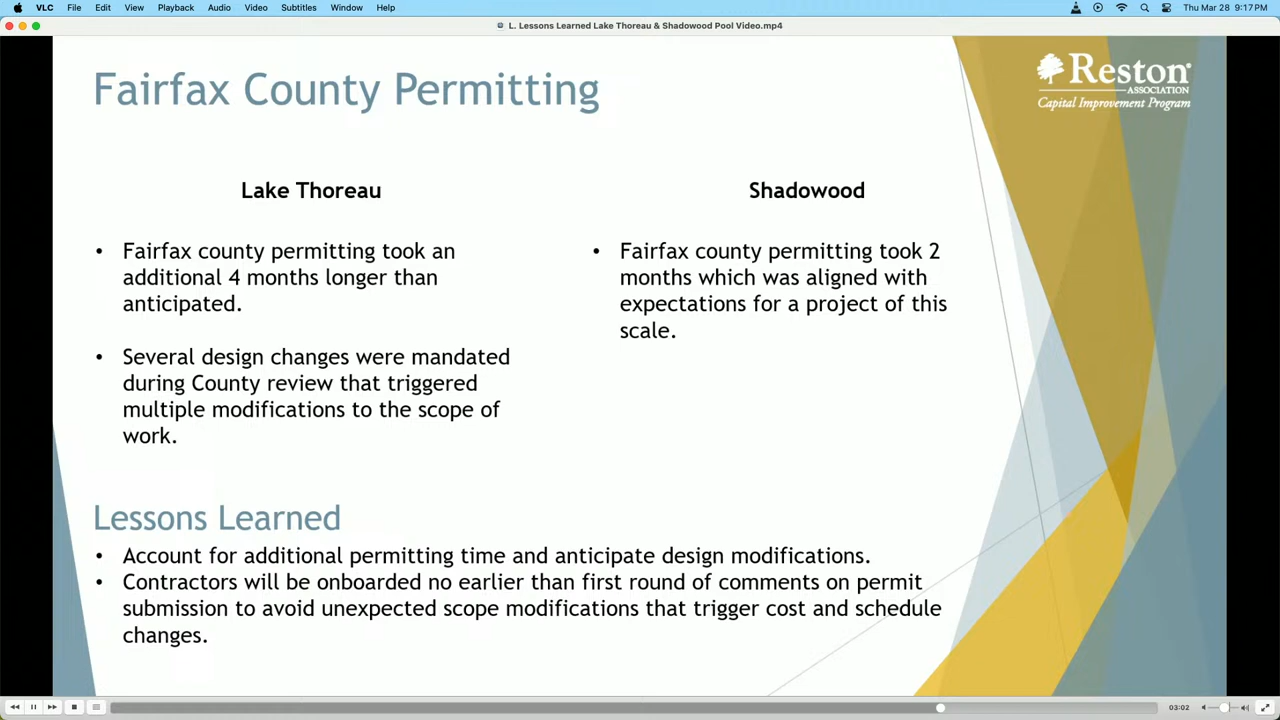 VLC File Edit View Playback Audio Video Subtitles Window Help Thu Mar 28 9:17 PM
L. Lessons Learned Lake Thoreau & Shadowood Pool Video.mp4
Fairfax County Permitting
Reston
ASSOCIATION
Capital Improvement Program
Lake Thoreau
• Fairfax county permitting took an
additional 4 months longer than
anticipated.
• Several design changes were mandated
during County review that triggered
multiple modifications to the scope of
work.
Shadowood
• Fairfax county permitting took 2
months which was aligned with
expectations for a project of this
scale.
Lessons Learned
• Account for additional permitting time and anticipate design modifications.
• Contractors will be onboarded no earlier than first round of comments on permit
submission to avoid unexpected scope modifications that trigger cost and schedule
changes.
03:02